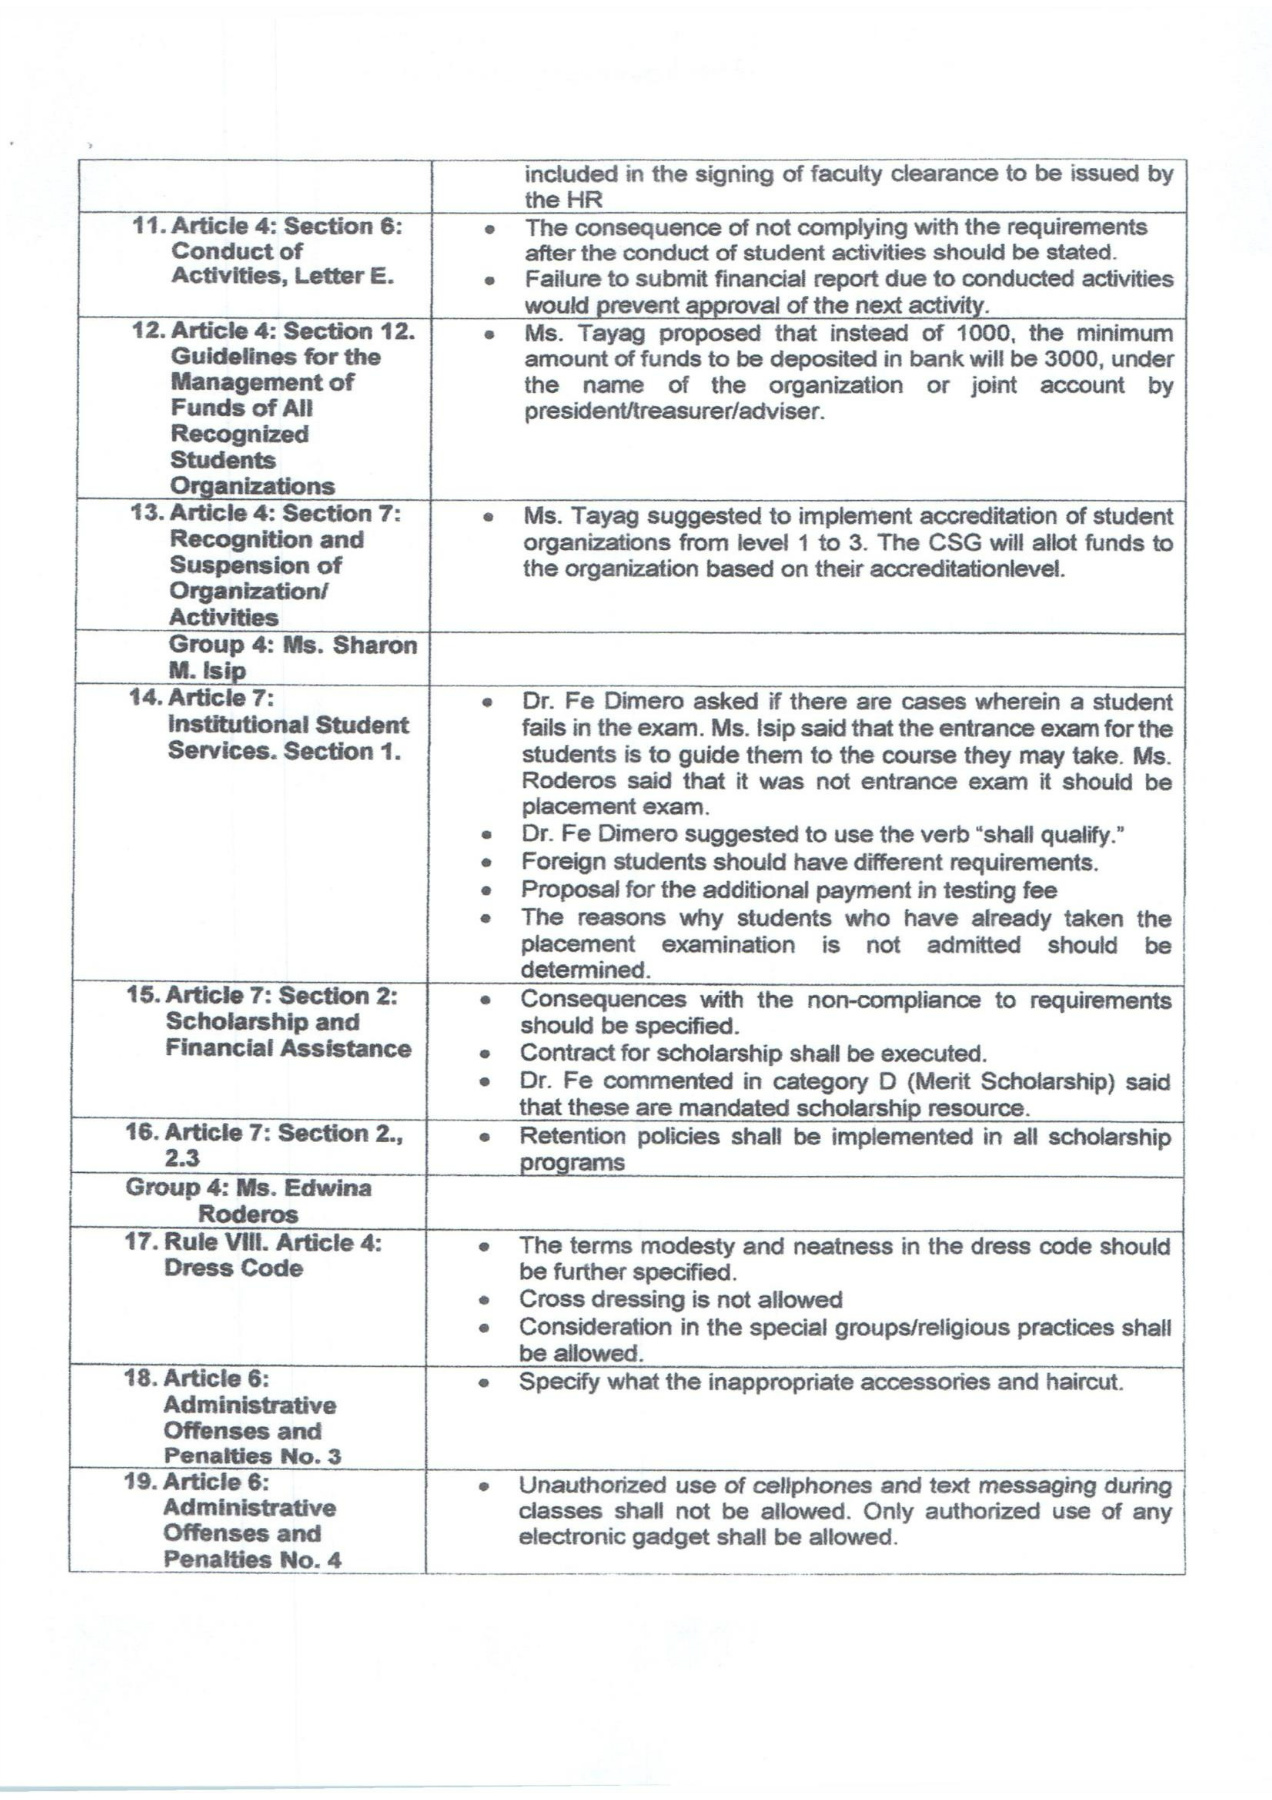 included in the signing of faculty clearance to be issued by
the HR
11. Article 4: Section 6:
Conduct of
Activities, Letter E.
• The consequence of not complying with the requirements
after the conduct of student activities should be stated.
• Failure to submit financial report due to conducted activities
would prevent approval of the next activity.
12. Article 4: Section 12.
Guidelines for the
Management of
Funds of All
Recognized
Students
Organizations
• Ms. Tayag proposed that instead of 1000, the minimum
amount of funds to be deposited in bank will be 3000, under
the name of the organization or joint account by
president/treasurer/adviser.
13. Article 4: Section 7:
Recognition and
Suspension of
Organization/
Activities
• Ms. Tayag suggested to implement accreditation of student
organizations from level 1 to 3. The CSG will allot funds to
the organization based on their accreditationlevel.
Group 4: Ms. Sharon
M. Isip
14. Article 7:
Institutional Student
Services. Section 1.
• Dr. Fe Dimero asked if there are cases wherein a student
fails in the exam. Ms. Isip said that the entrance exam for the
students is to guide them to the course they may take. Ms.
Roderos said that it was not entrance exam it should be
placement exam.
• Dr. Fe Dimero suggested to use the verb “shall qualify.”
• Foreign students should have different requirements.
• Proposal for the additional payment in testing fee
• The reasons why students who have already taken the
placement examination is not admitted should be
determined.
15. Article 7: Section 2:
Scholarship and
Financial Assistance
• Consequences with the non-compliance to requirements
should be specified.
• Contract for scholarship shall be executed.
• Dr. Fe commented in category D (Merit Scholarship) said
that these are mandated scholarship resource.
16. Article 7: Section 2.,
2.3
• Retention policies shall be implemented in all scholarship
programs
Group 4: Ms. Edwina
Roderos
17. Rule VIII. Article 4:
Dress Code
• The terms modesty and neatness in the dress code should
be further specified.
• Cross dressing is not allowed
• Consideration in the special groups/religious practices shall
be allowed.
18. Article 6:
Administrative
Offenses and
Penalties No. 3
• Specify what the inappropriate accessories and haircut.
19. Article 6:
Administrative
Offenses and
Penalties No. 4
• Unauthorized use of cellphones and text messaging during
classes shall not be allowed. Only authorized use of any
electronic gadget shall be allowed.